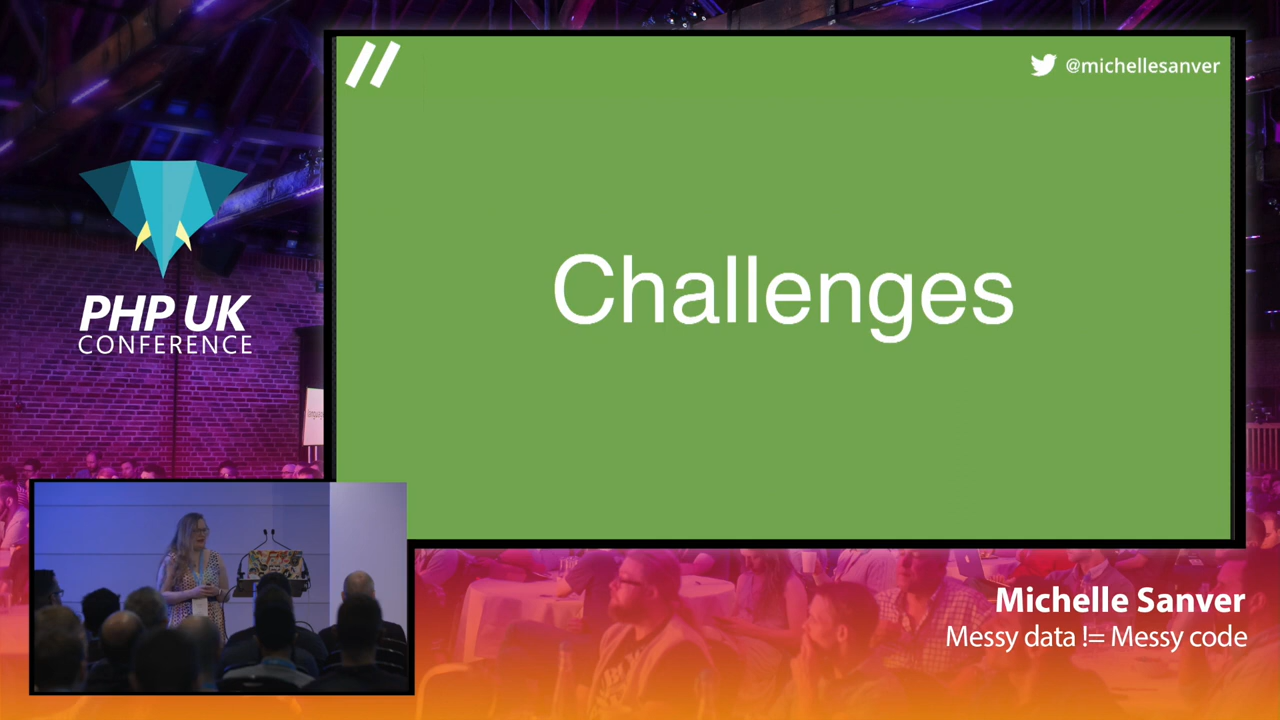 @michellesanver
Challenges
PHP UK
CONFERENCE
Michelle Sanver
Messy data != Messy code